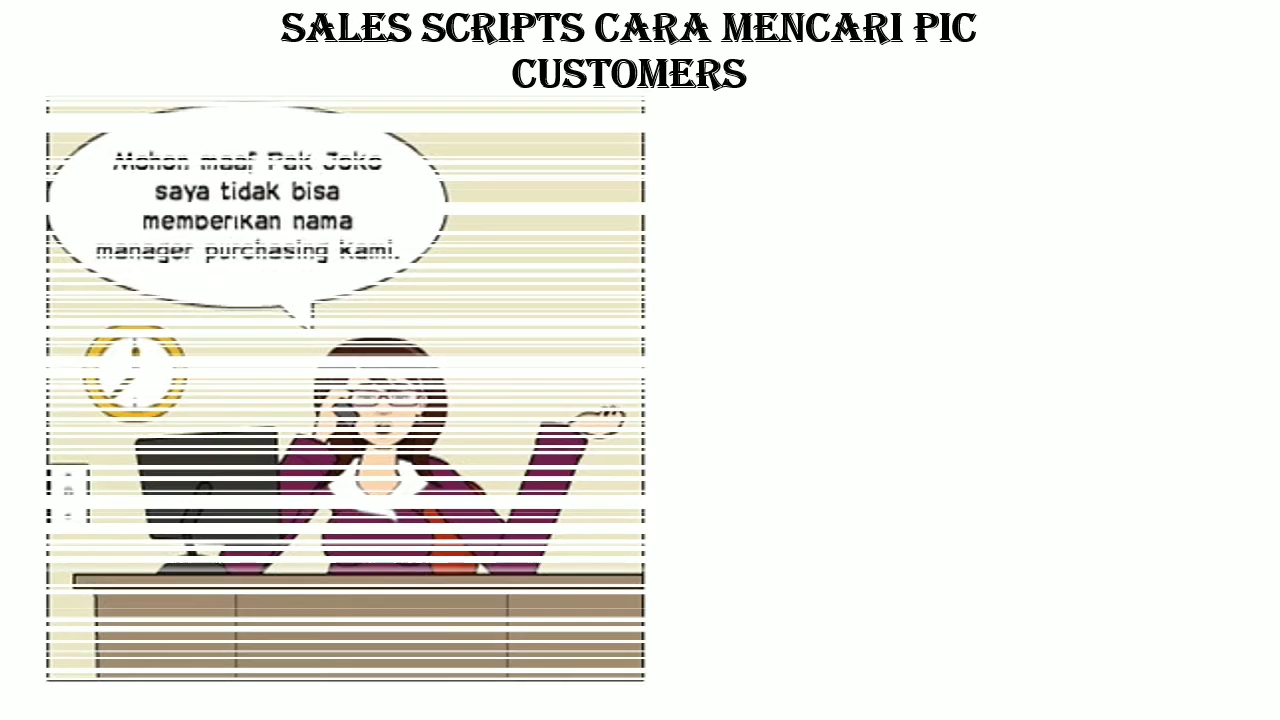 SALES SCRIPTS CARA MENCARI PIC
CUSTOMERS
Mohon maaf Pak Joko
saya tidak bisa
memberikan nama
manager purchasing kami.